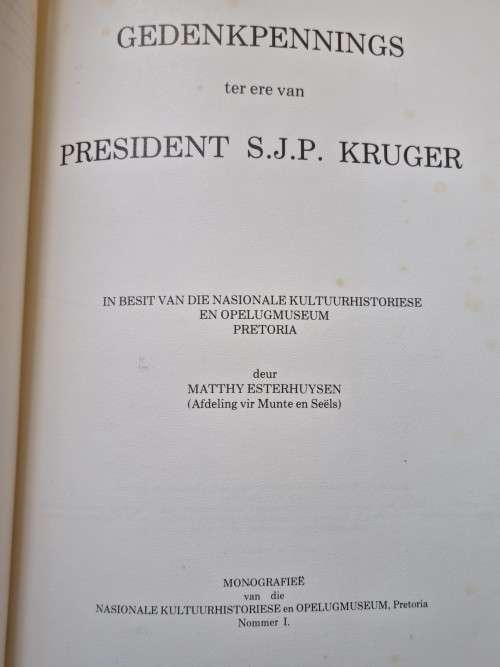 GEDENKPENNINGS
ter ere van
PRESIDENT S.J.P. KRUGER
IN BESIT VAN DIE NASIONALE KULTUURHISTORIESE
EN OPELUGMUSEUM
PRETORIA
deur
MATTHY ESTERHUYSEN
(Afdeling vir Munte en Seëls)
MONOGRAFIEË
van die
NASIONALE KULTUURHISTORIESE en OPELUGMUSEUM, Pretoria
Nommer I.